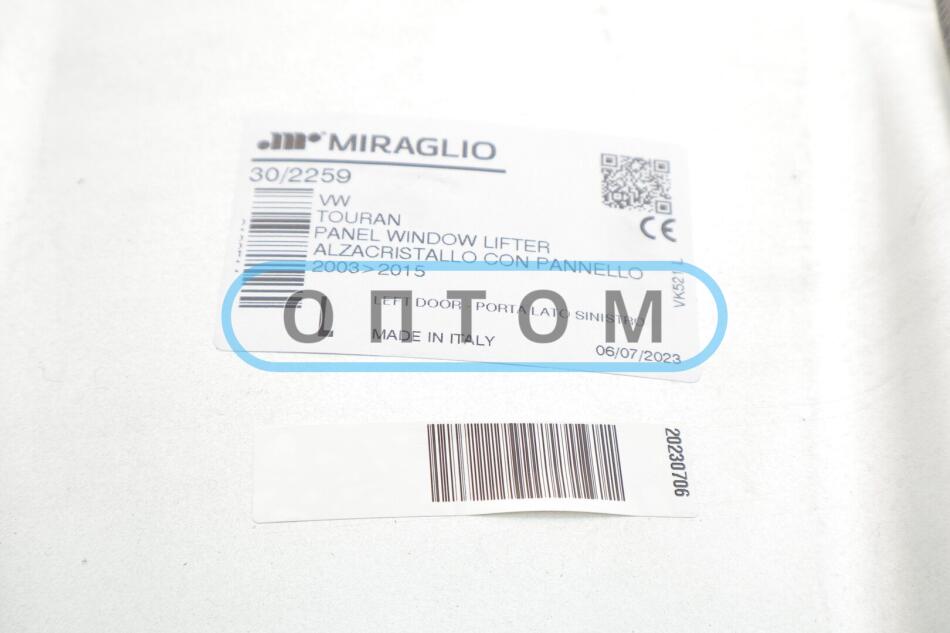 MIRAGLIO
30/2259
VW
TOURAN
PANEL WINDOW LIFTER
ALZACRISTALLO CON PANNELLO
2003>2015
LEFT DOOR - PORTA LATO SINISTRO
L
MADE IN ITALY
06/07/2023
CE
ОПТОМ
20230706